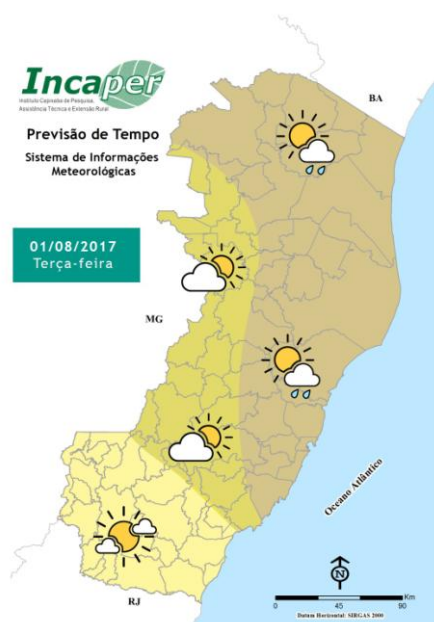 Incaper
Instituto Capixaba de Pesquisa,
Assistência Técnica e Extensão Rural
Previsão de Tempo
Sistema de Informações
Meteorológicas
01/08/2017
Terça-feira
BA
MG
RJ
Oceano Atlântico
N
Km
0 45 90
Datum Horizontal: SIRGAS 2000